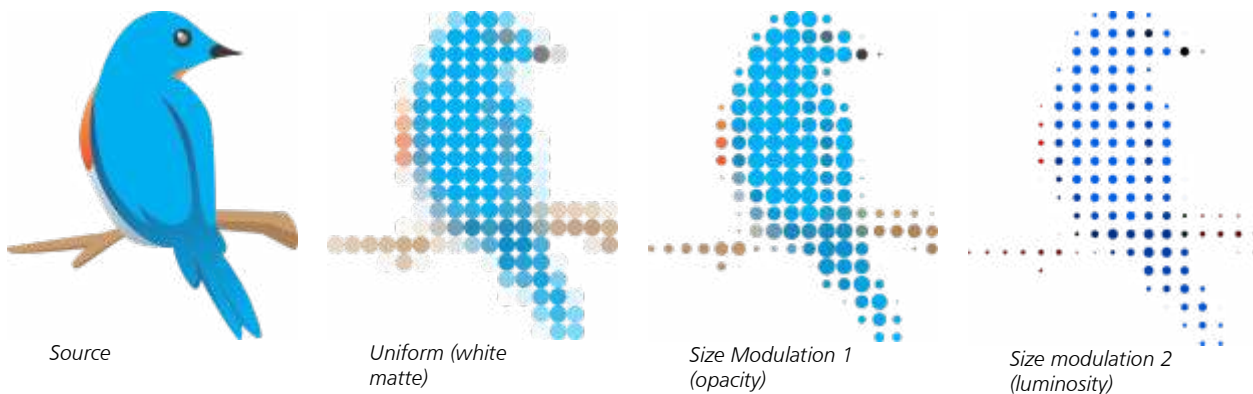 Source
Uniform (white
matte)
Size Modulation 1
(opacity)
Size modulation 2
(luminosity)